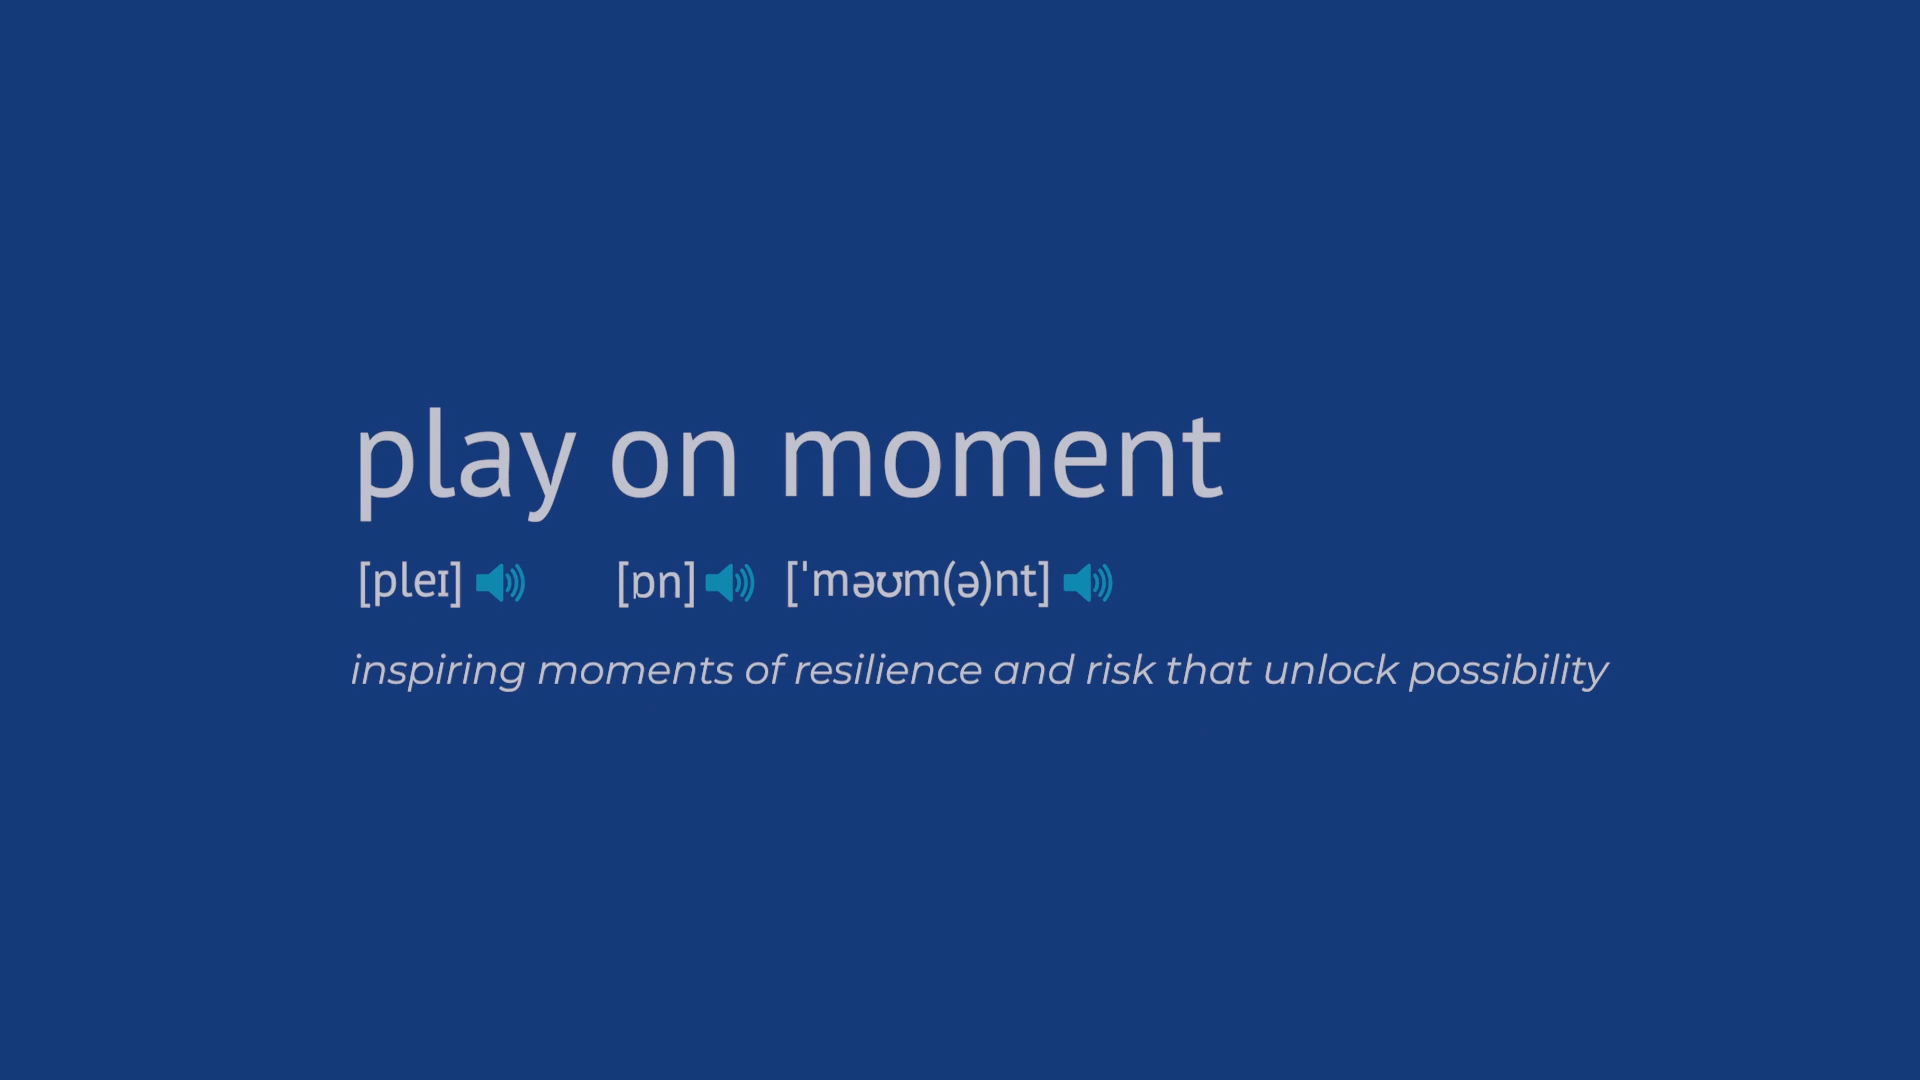 play on moment
[pleɪ] [ɒn] [ˈməʊm(ə)nt]
inspiring moments of resilience and risk that unlock possibility